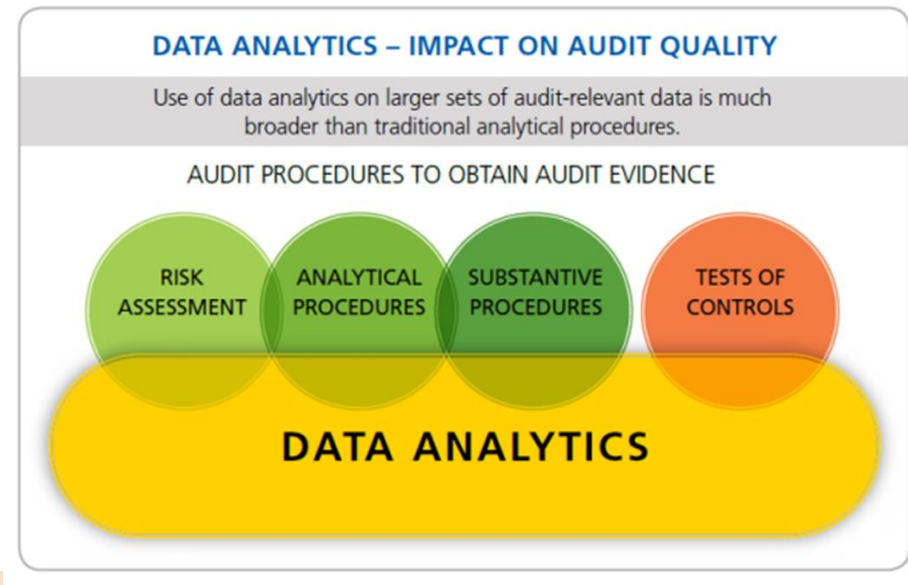 DATA ANALYTICS – IMPACT ON AUDIT QUALITY
Use of data analytics on larger sets of audit-relevant data is much
broader than traditional analytical procedures.
AUDIT PROCEDURES TO OBTAIN AUDIT EVIDENCE
RISK
ASSESSMENT
ANALYTICAL
PROCEDURES
SUBSTANTIVE
PROCEDURES
TESTS OF
CONTROLS
DATA ANALYTICS